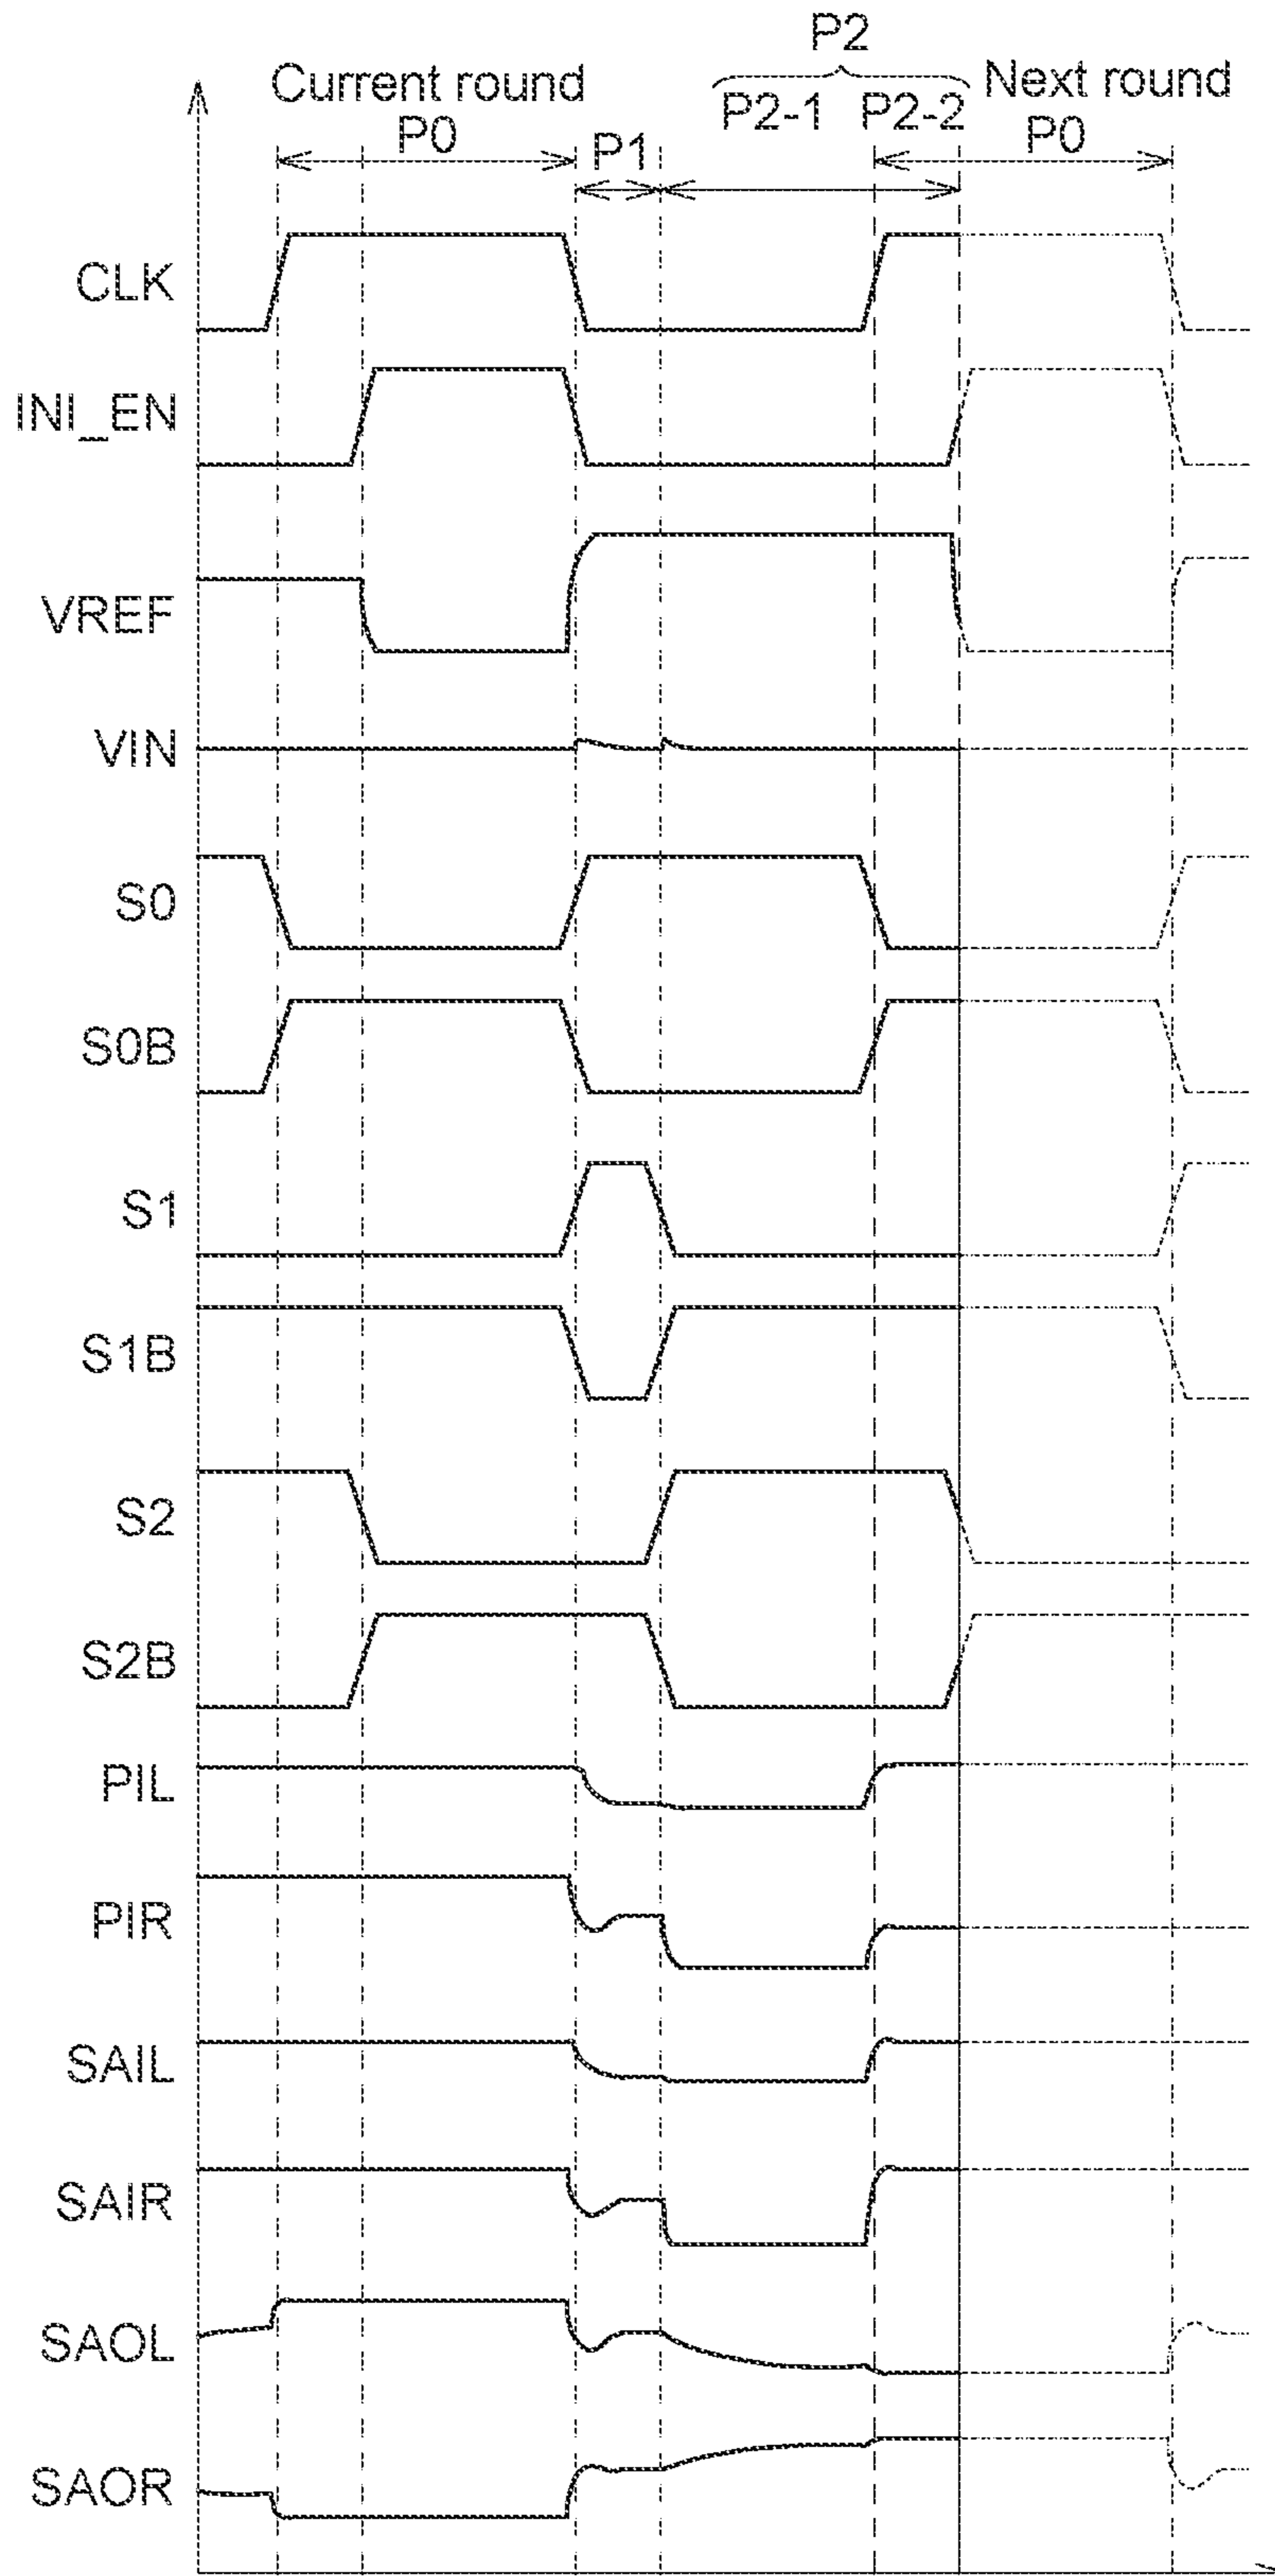 P2
Current round
Next round
P2-1
P2-2
P0
P1
P0
CLK
INI_EN
VREF
VIN
S0
S0B
S1
S1B
S2
S2B
PIL
PIR
SAIL
SAIR
SAOL
SAOR